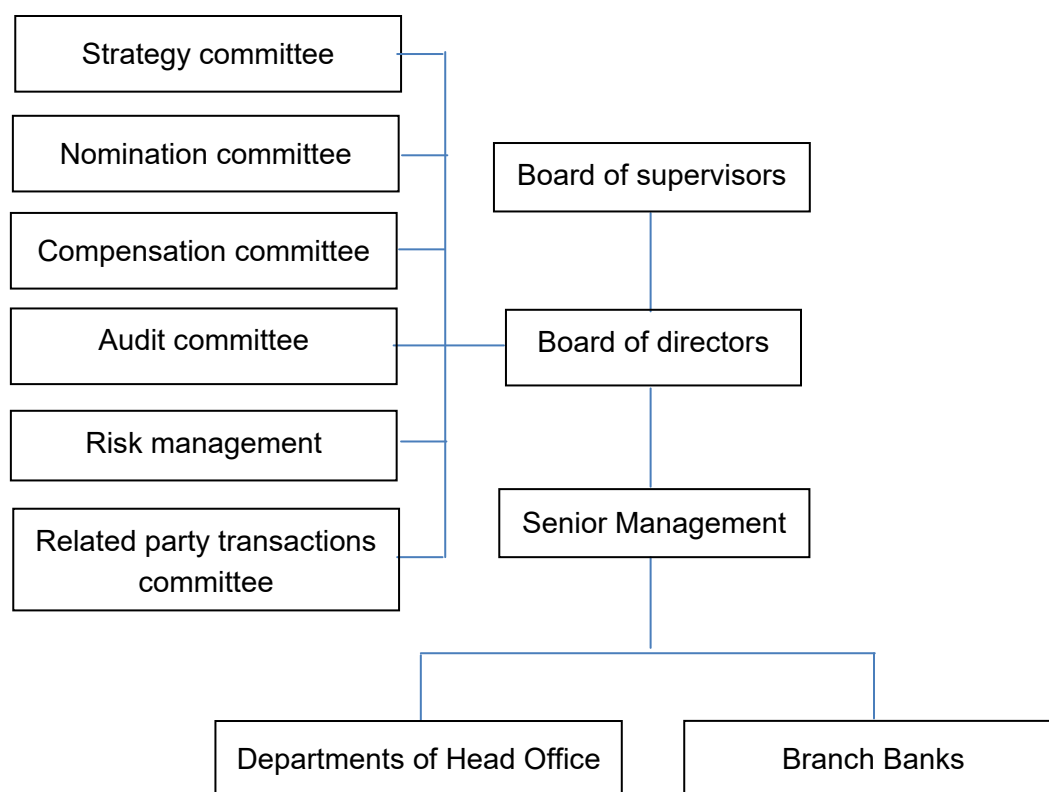 Strategy committee
Nomination committee
Compensation committee
Audit committee
Risk management
Related party transactions
committee
Board of supervisors
Board of directors
Senior Management
Departments of Head Office
Branch Banks